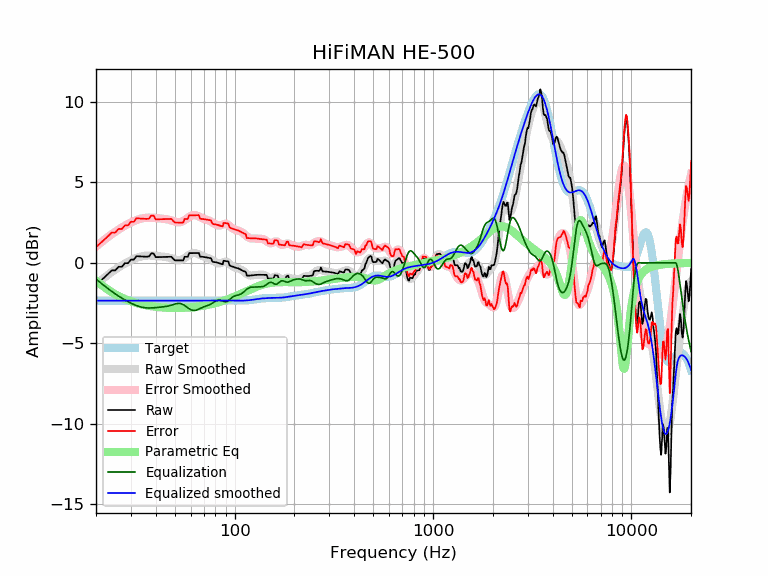 HiFiMAN HE-500
Amplitude (dBr)
10
5
0
−5
−10
−15
Target
Raw Smoothed
Error Smoothed
Raw
Error
Parametric Eq
Equalization
Equalized smoothed
100
1000
10000
Frequency (Hz)